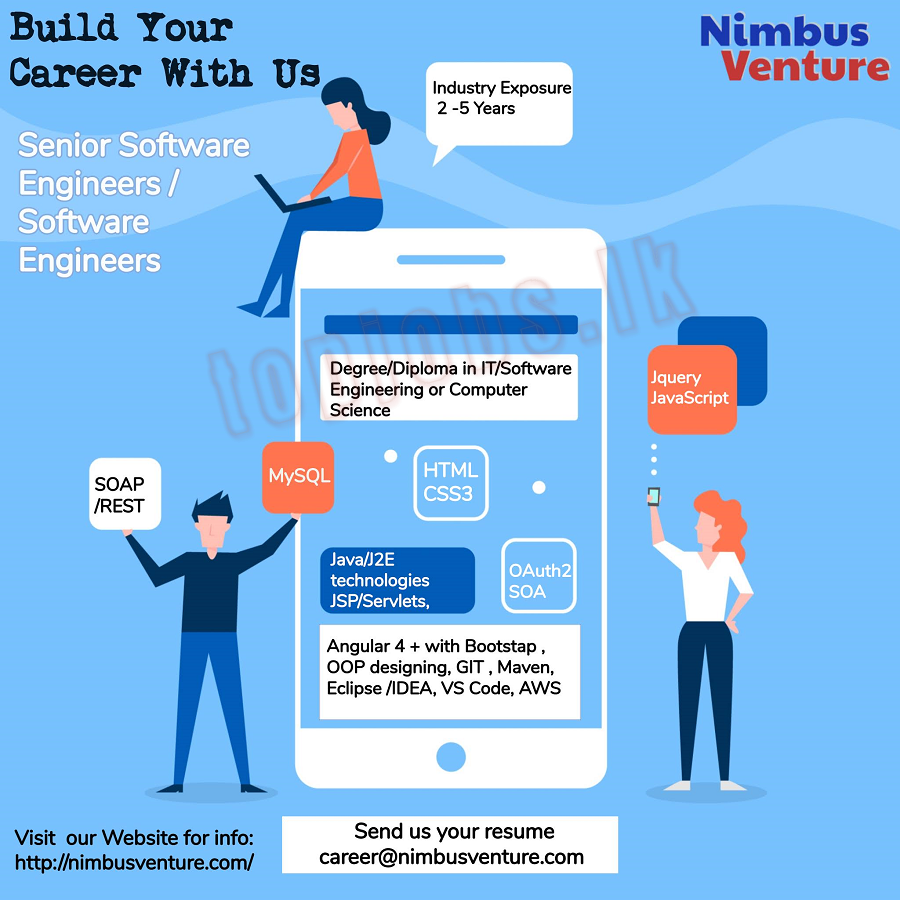 Build Your
Career With Us
Nimbus
Venture
Industry Exposure
2 -5 Years
Senior Software
Engineers /
Software
Engineers
topjobs.lk
Degree/Diploma in IT/Software
Engineering or Computer
Science
Jquery
JavaScript
SOAP
/REST
MySQL
HTML
CSS3
Java/J2E
technologies
JSP/Servlets,
OAuth2
SOA
Angular 4 + with Bootstap ,
OOP designing, GIT , Maven,
Eclipse /IDEA, VS Code, AWS
Visit our Website for info:
http://nimbusventure.com/
Send us your resume
career@nimbusventure.com